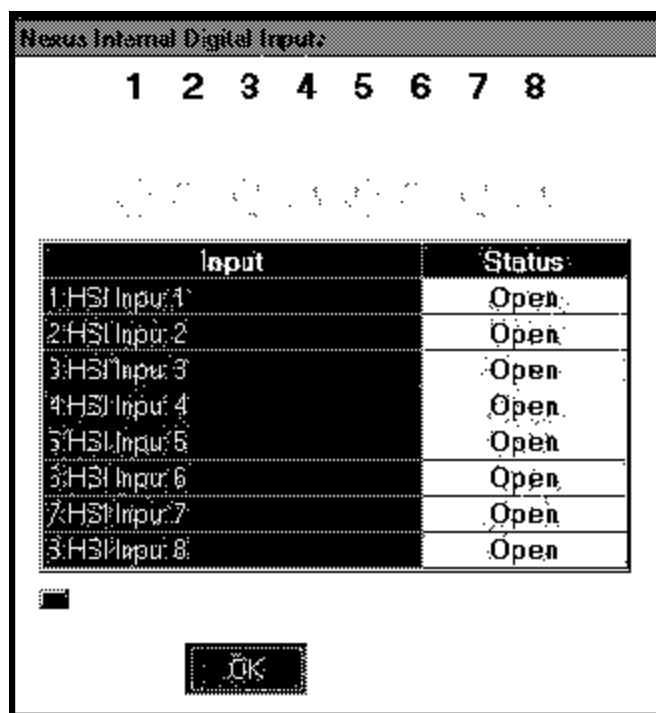 Nexus Internal Digital Inputs
1 2 3 4 5 6 7 8
Input Status
1:HSI Input 1 Open
2:HSI Input 2 Open
3:HSI Input 3 Open
4:HSI Input 4 Open
5:HSI Input 5 Open
6:HSI Input 6 Open
7:HSI Input 7 Open
8:HSI Input 8 Open
OK